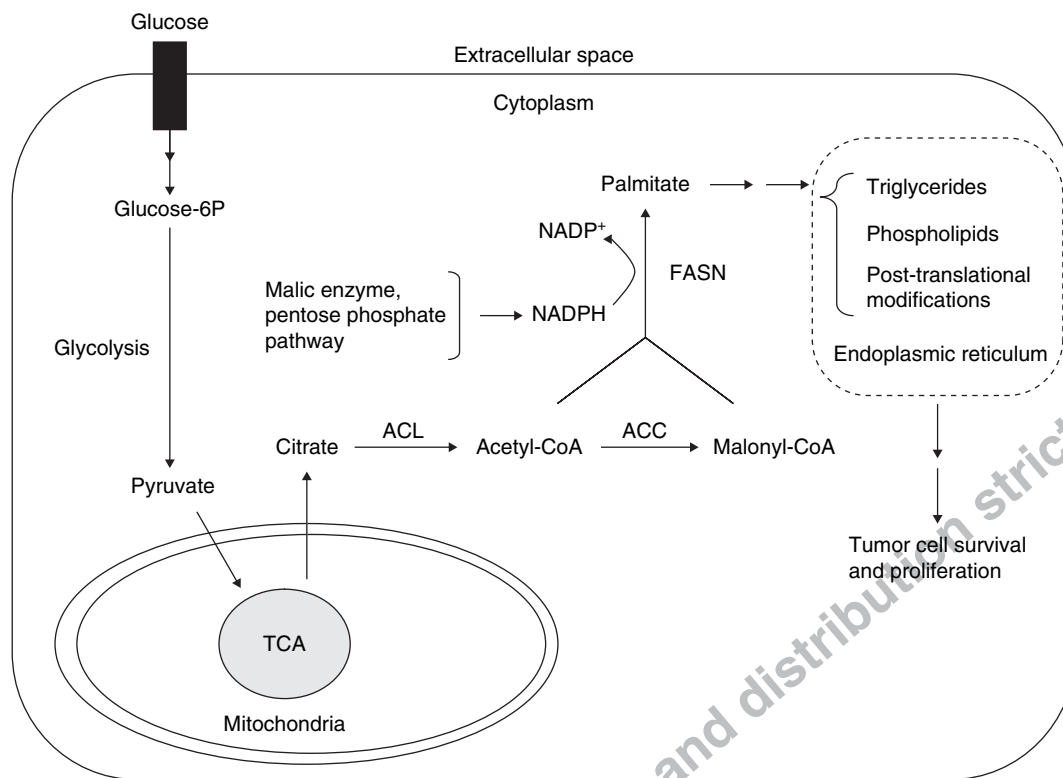 Glucose
Extracellular space
Cytoplasm
Glucose-6P
Glycolysis
Pyruvate
TCA
Mitochondria
Citrate
ACL
Acetyl-CoA
ACC
Malonyl-CoA
Malic enzyme,
pentose phosphate
pathway
NADPH
NADP⁺
FASN
Palmitate
Triglycerides
Phospholipids
Post-translational
modifications
Endoplasmic reticulum
Tumor cell survival
and proliferation
and distribution strict